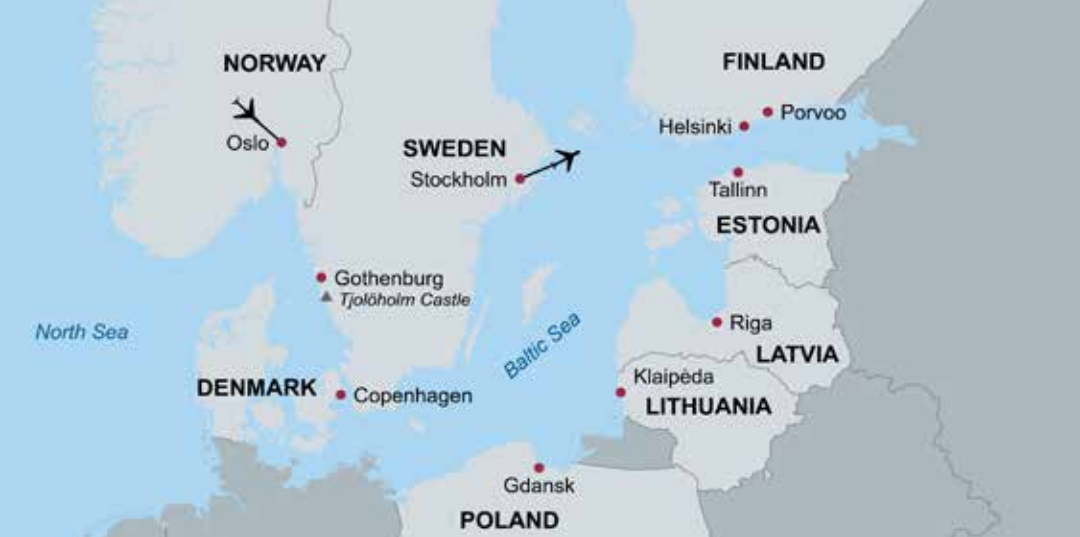 NORWAY
FINLAND
Porvoo
Helsinki
Oslo
SWEDEN
Stockholm
Tallinn
ESTONIA
Gothenburg
Tjolöholm Castle
North Sea
Baltic Sea
Riga
LATVIA
Klaipèda
LITHUANIA
DENMARK
Copenhagen
Gdansk
POLAND